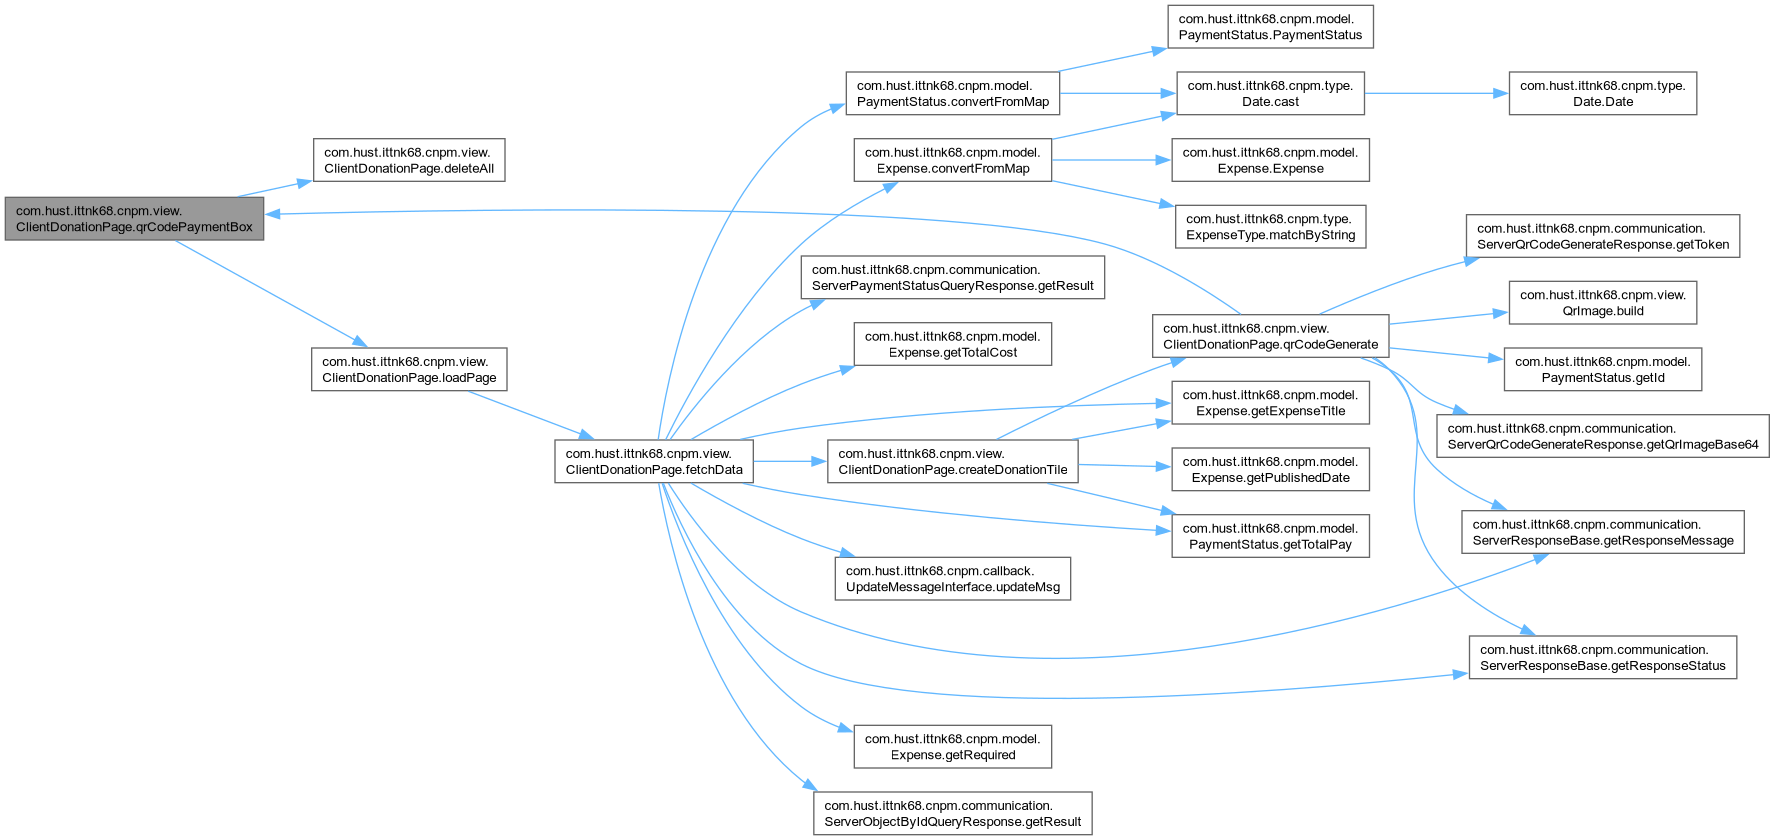 com.hust.ittnk68.cnpm.view.
ClientDonationPage.qrCodePaymentBox
com.hust.ittnk68.cnpm.view.
ClientDonationPage.deleteAll
com.hust.ittnk68.cnpm.view.
ClientDonationPage.loadPage
com.hust.ittnk68.cnpm.view.
ClientDonationPage.fetchData
com.hust.ittnk68.cnpm.model.
PaymentStatus.convertFromMap
com.hust.ittnk68.cnpm.model.
Expense.convertFromMap
com.hust.ittnk68.cnpm.communication.
ServerPaymentStatusQueryResponse.getResult
com.hust.ittnk68.cnpm.model.
Expense.getTotalCost
com.hust.ittnk68.cnpm.view.
ClientDonationPage.createDonationTile
com.hust.ittnk68.cnpm.callback.
UpdateMessageInterface.updateMsg
com.hust.ittnk68.cnpm.model.
Expense.getRequired
com.hust.ittnk68.cnpm.communication.
ServerObjectByIdQueryResponse.getResult
com.hust.ittnk68.cnpm.model.
PaymentStatus.PaymentStatus
com.hust.ittnk68.cnpm.type.
Date.cast
com.hust.ittnk68.cnpm.model.
Expense.Expense
com.hust.ittnk68.cnpm.type.
ExpenseType.matchByString
com.hust.ittnk68.cnpm.view.
ClientDonationPage.qrCodeGenerate
com.hust.ittnk68.cnpm.model.
Expense.getExpenseTitle
com.hust.ittnk68.cnpm.model.
Expense.getPublishedDate
com.hust.ittnk68.cnpm.model.
PaymentStatus.getTotalPay
com.hust.ittnk68.cnpm.type.
Date.Date
com.hust.ittnk68.cnpm.communication.
ServerQrCodeGenerateResponse.getToken
com.hust.ittnk68.cnpm.view.
QrImage.build
com.hust.ittnk68.cnpm.model.
PaymentStatus.getId
com.hust.ittnk68.cnpm.communication.
ServerQrCodeGenerateResponse.getQrImageBase64
com.hust.ittnk68.cnpm.communication.
ServerResponseBase.getResponseMessage
com.hust.ittnk68.cnpm.communication.
ServerResponseBase.getResponseStatus